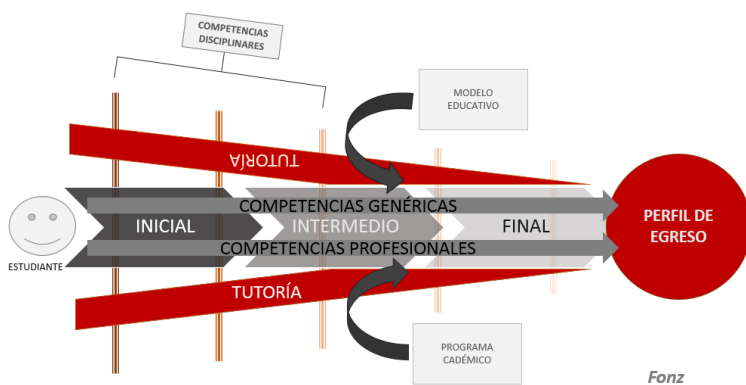 COMPETENCIAS
DISCIPLINARES
MODELO
EDUCATIVO
TUTORÍA
COMPETENCIAS GENÉRICAS
INICIAL
INTERMEDIO
FINAL
PERFIL DE
EGRESO
COMPETENCIAS PROFESIONALES
ESTUDIANTE
TUTORÍA
PROGRAMA
CADÉMICO
Fonz